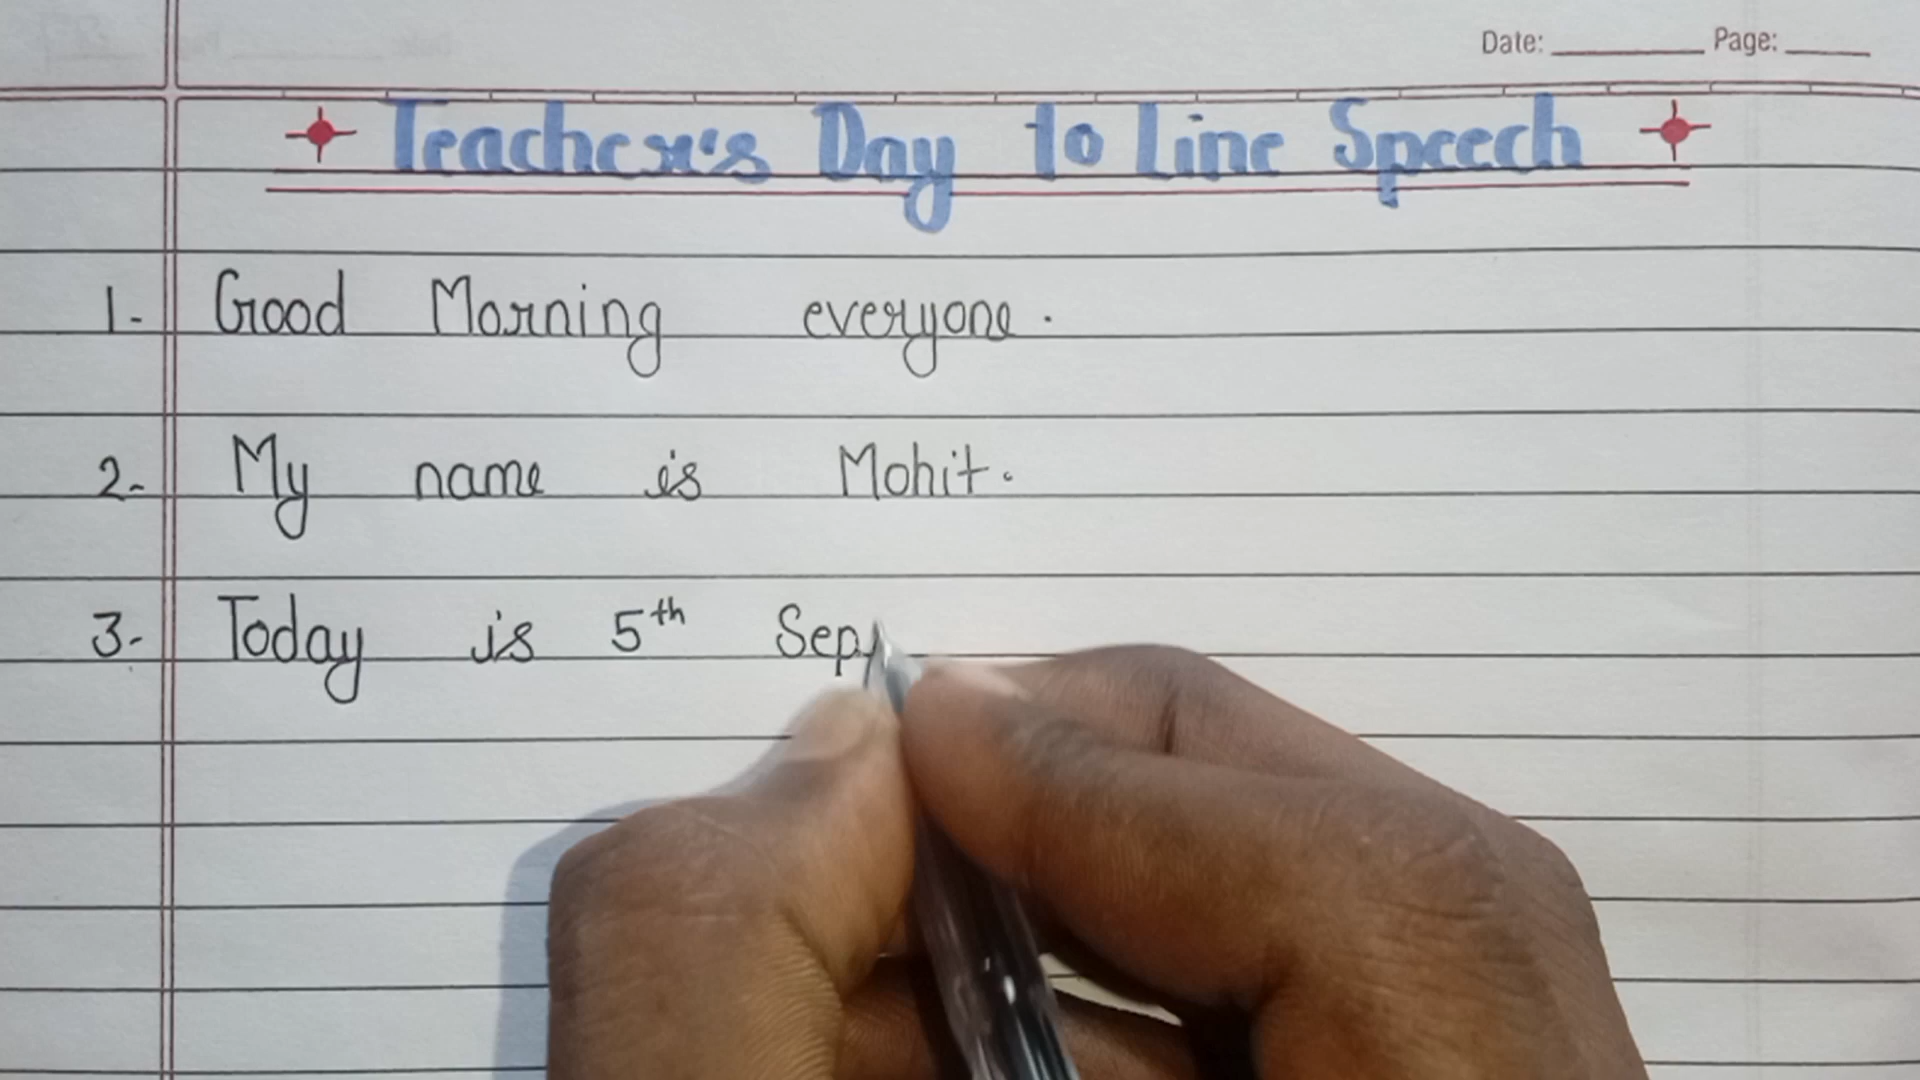 Date: Page:
Teacher's Day 10 Line Speech
1- Good Morning everyone.
2- My name is Mohit.
3- Today is 5th Sep